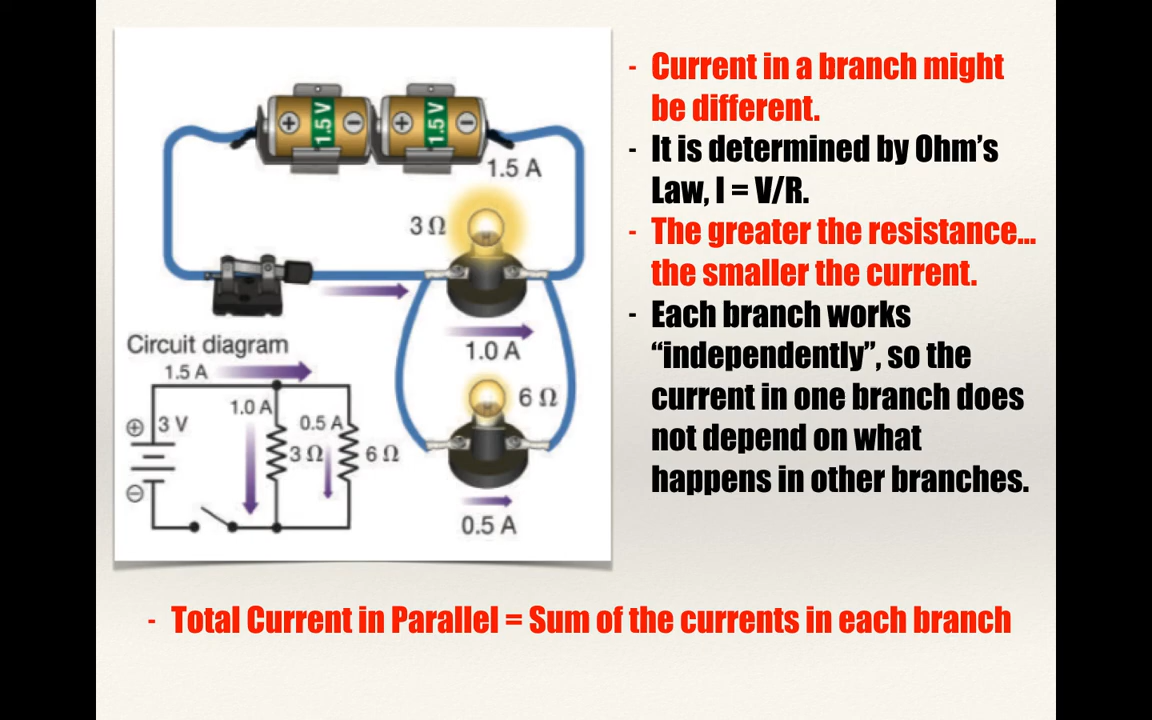 + 1.5 V − + 1.5 V −
1.5 A
3 Ω
1.0 A
6 Ω
0.5 A
Circuit diagram
1.5 A
1.0 A
0.5 A
+ 3 V
3 Ω
6 Ω
−
- Current in a branch might
be different.
- It is determined by Ohm’s
Law, I = V/R.
- The greater the resistance...
the smaller the current.
- Each branch works
“independently”, so the
current in one branch does
not depend on what
happens in other branches.
- Total Current in Parallel = Sum of the currents in each branch